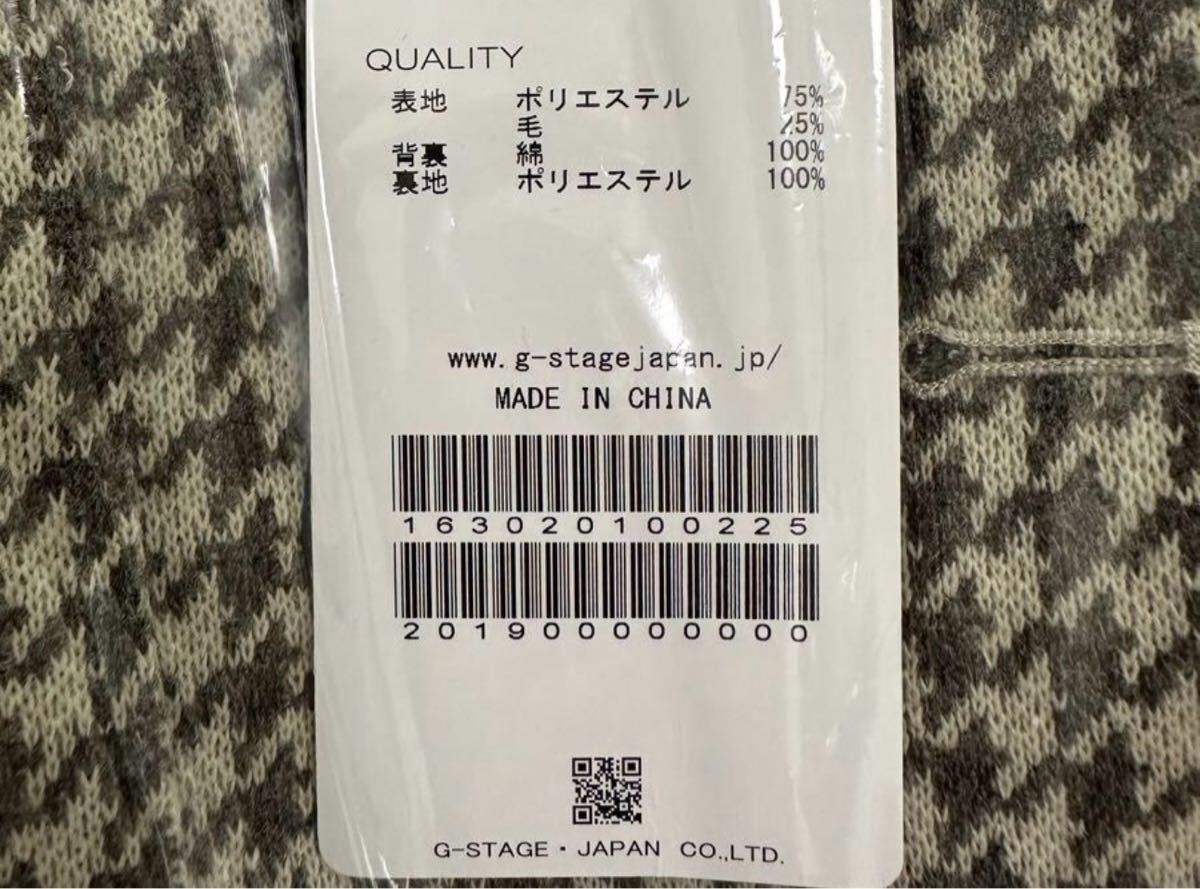 QUALITY
表地 ポリエステル 75%
毛 25%
背裏 綿 100%
裏地 ポリエステル 100%
www.g-stagejapan.jp/
MADE IN CHINA
163020100225
201900000000
G-STAGE・JAPAN CO.,LTD.